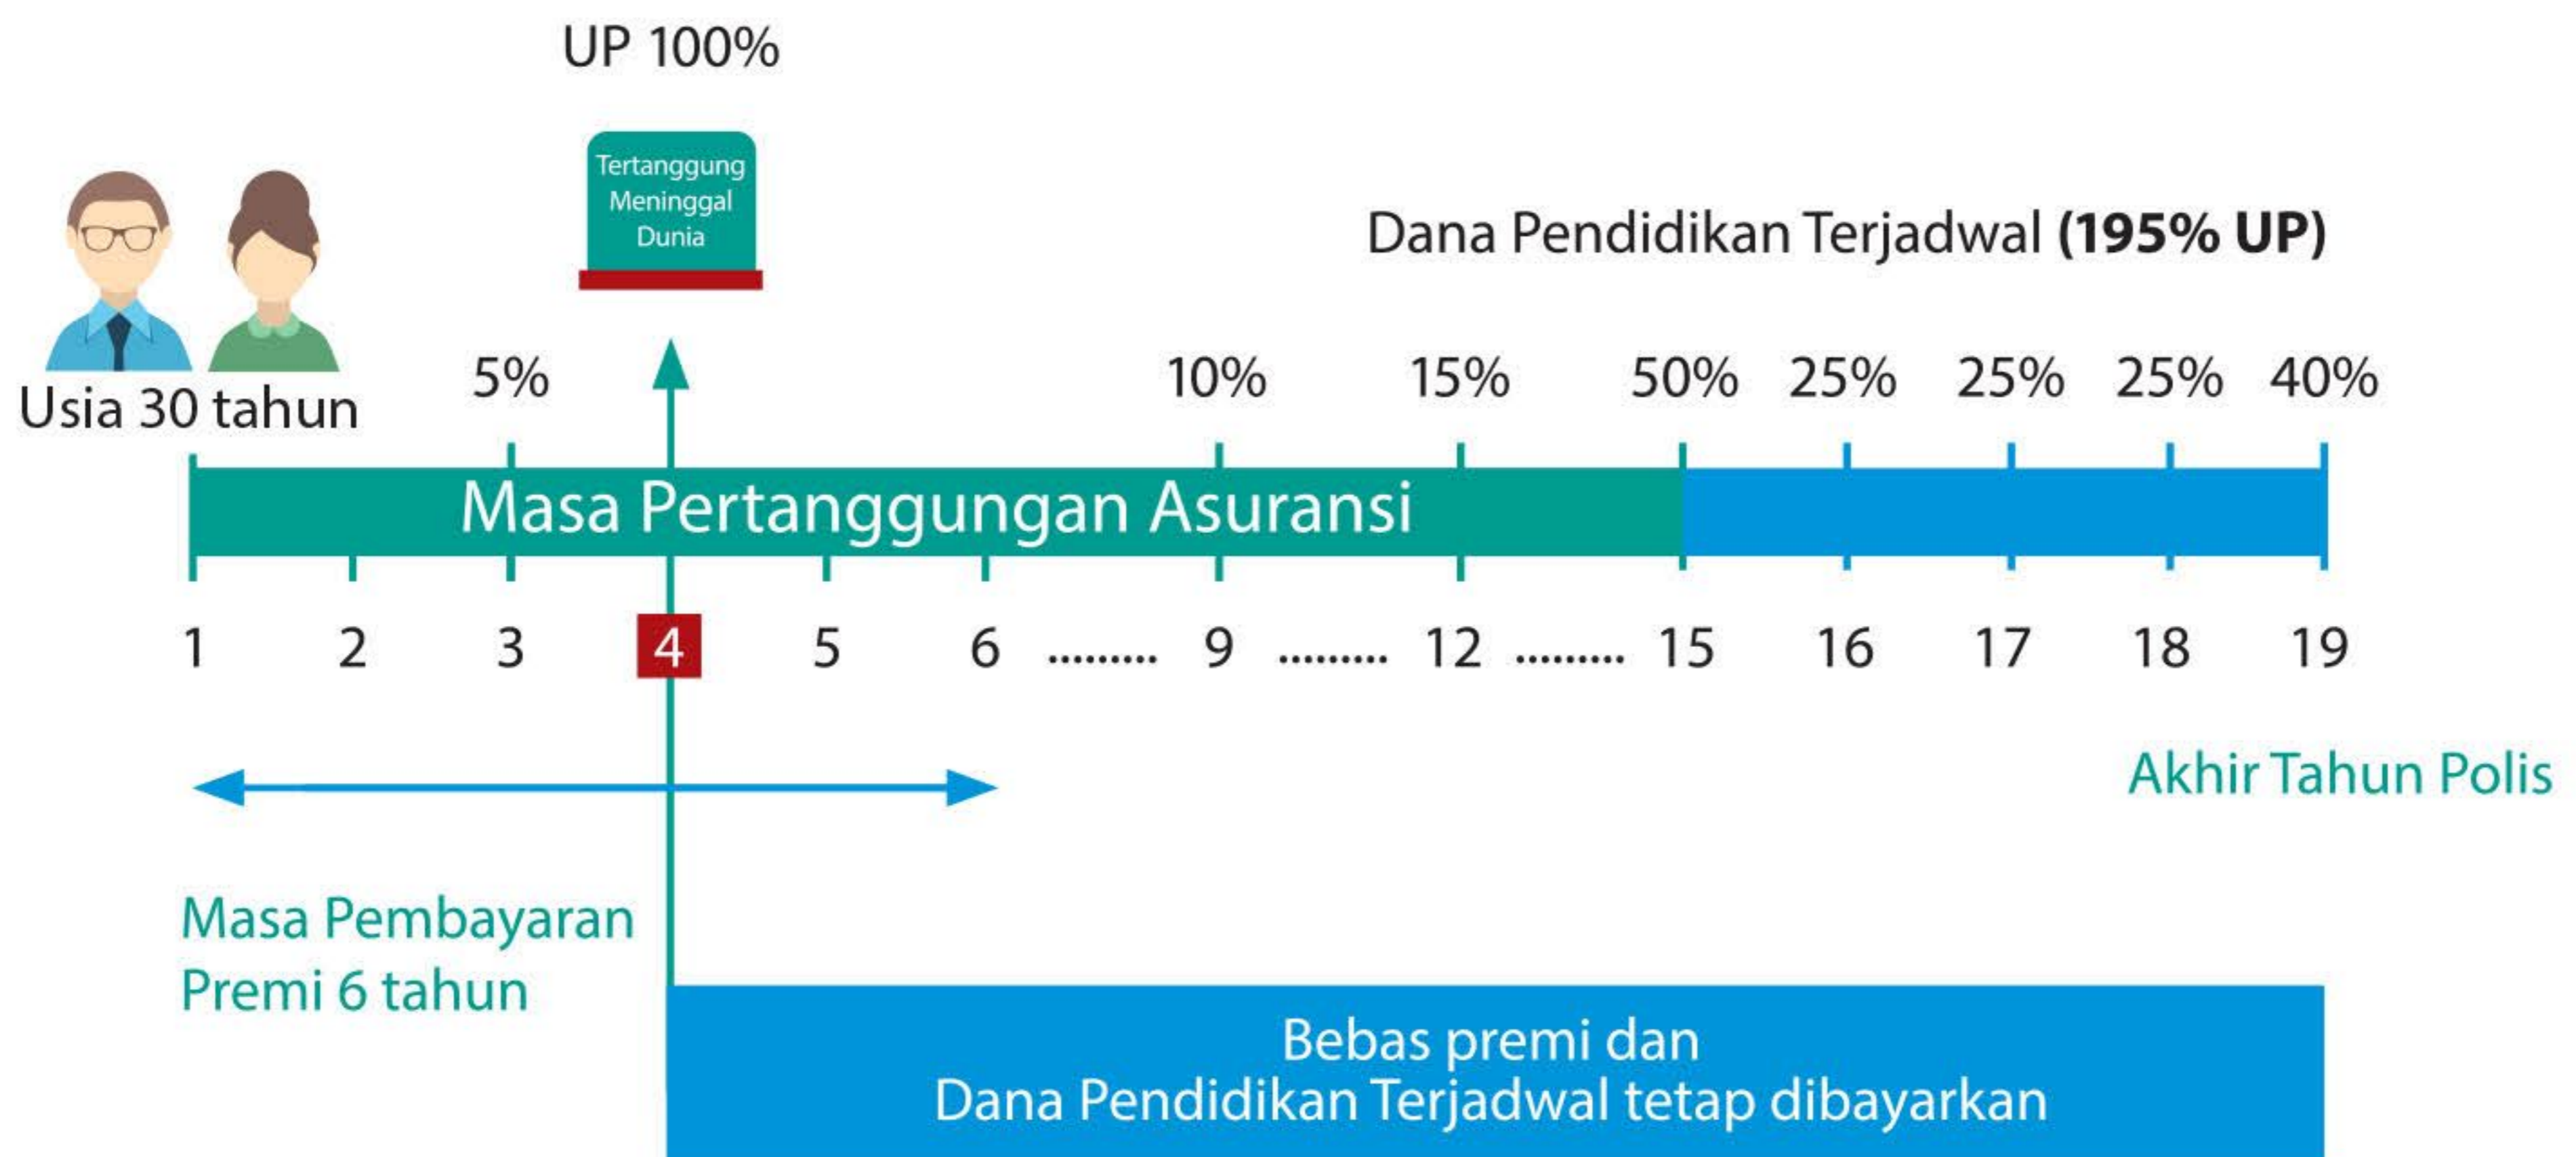 UP 100%
Tertanggung
Meninggal
Dunia
Dana Pendidikan Terjadwal (195% UP)
Usia 30 tahun
5% 10% 15% 50% 25% 25% 25% 40%
Masa Pertanggungan Asuransi
1 2 3 4 5 6 ......... 9 ......... 12 ......... 15 16 17 18 19
Akhir Tahun Polis
Masa Pembayaran
Premi 6 tahun
Bebas premi dan
Dana Pendidikan Terjadwal tetap dibayarkan